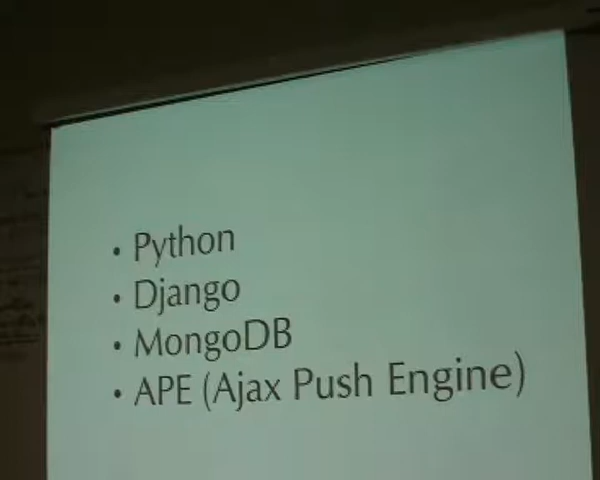 • Python
• Django
• MongoDB
• APE (Ajax Push Engine)